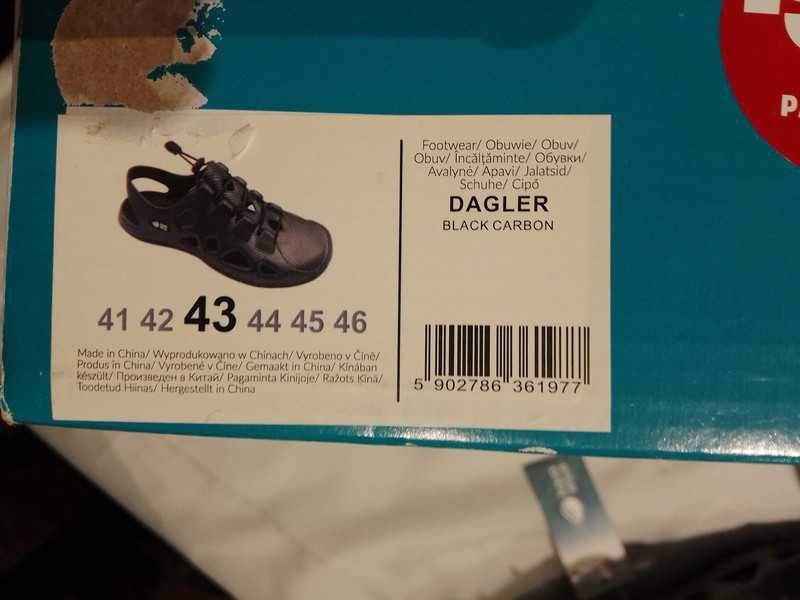 Footwear/ Obuwie/ Obuv/
Obuv/ Încălțăminte/ Обувки/
Avalynė/ Apavi/ Jalatsid/
Schuhe/ Cipő
DAGLER
BLACK CARBON
41 42 43 44 45 46
Made in China/ Wyprodukowano w Chinach/ Vyrobeno v Číně/
Produs în China/ Vyrobené v Číne/ Gemaakt in China/ Kínában
készült/ Произведен в Китай/ Pagaminta Kinijoje/ Ražots Ķīnā/
Toodetud Hiinas/ Hergestellt in China
5 902786 361977